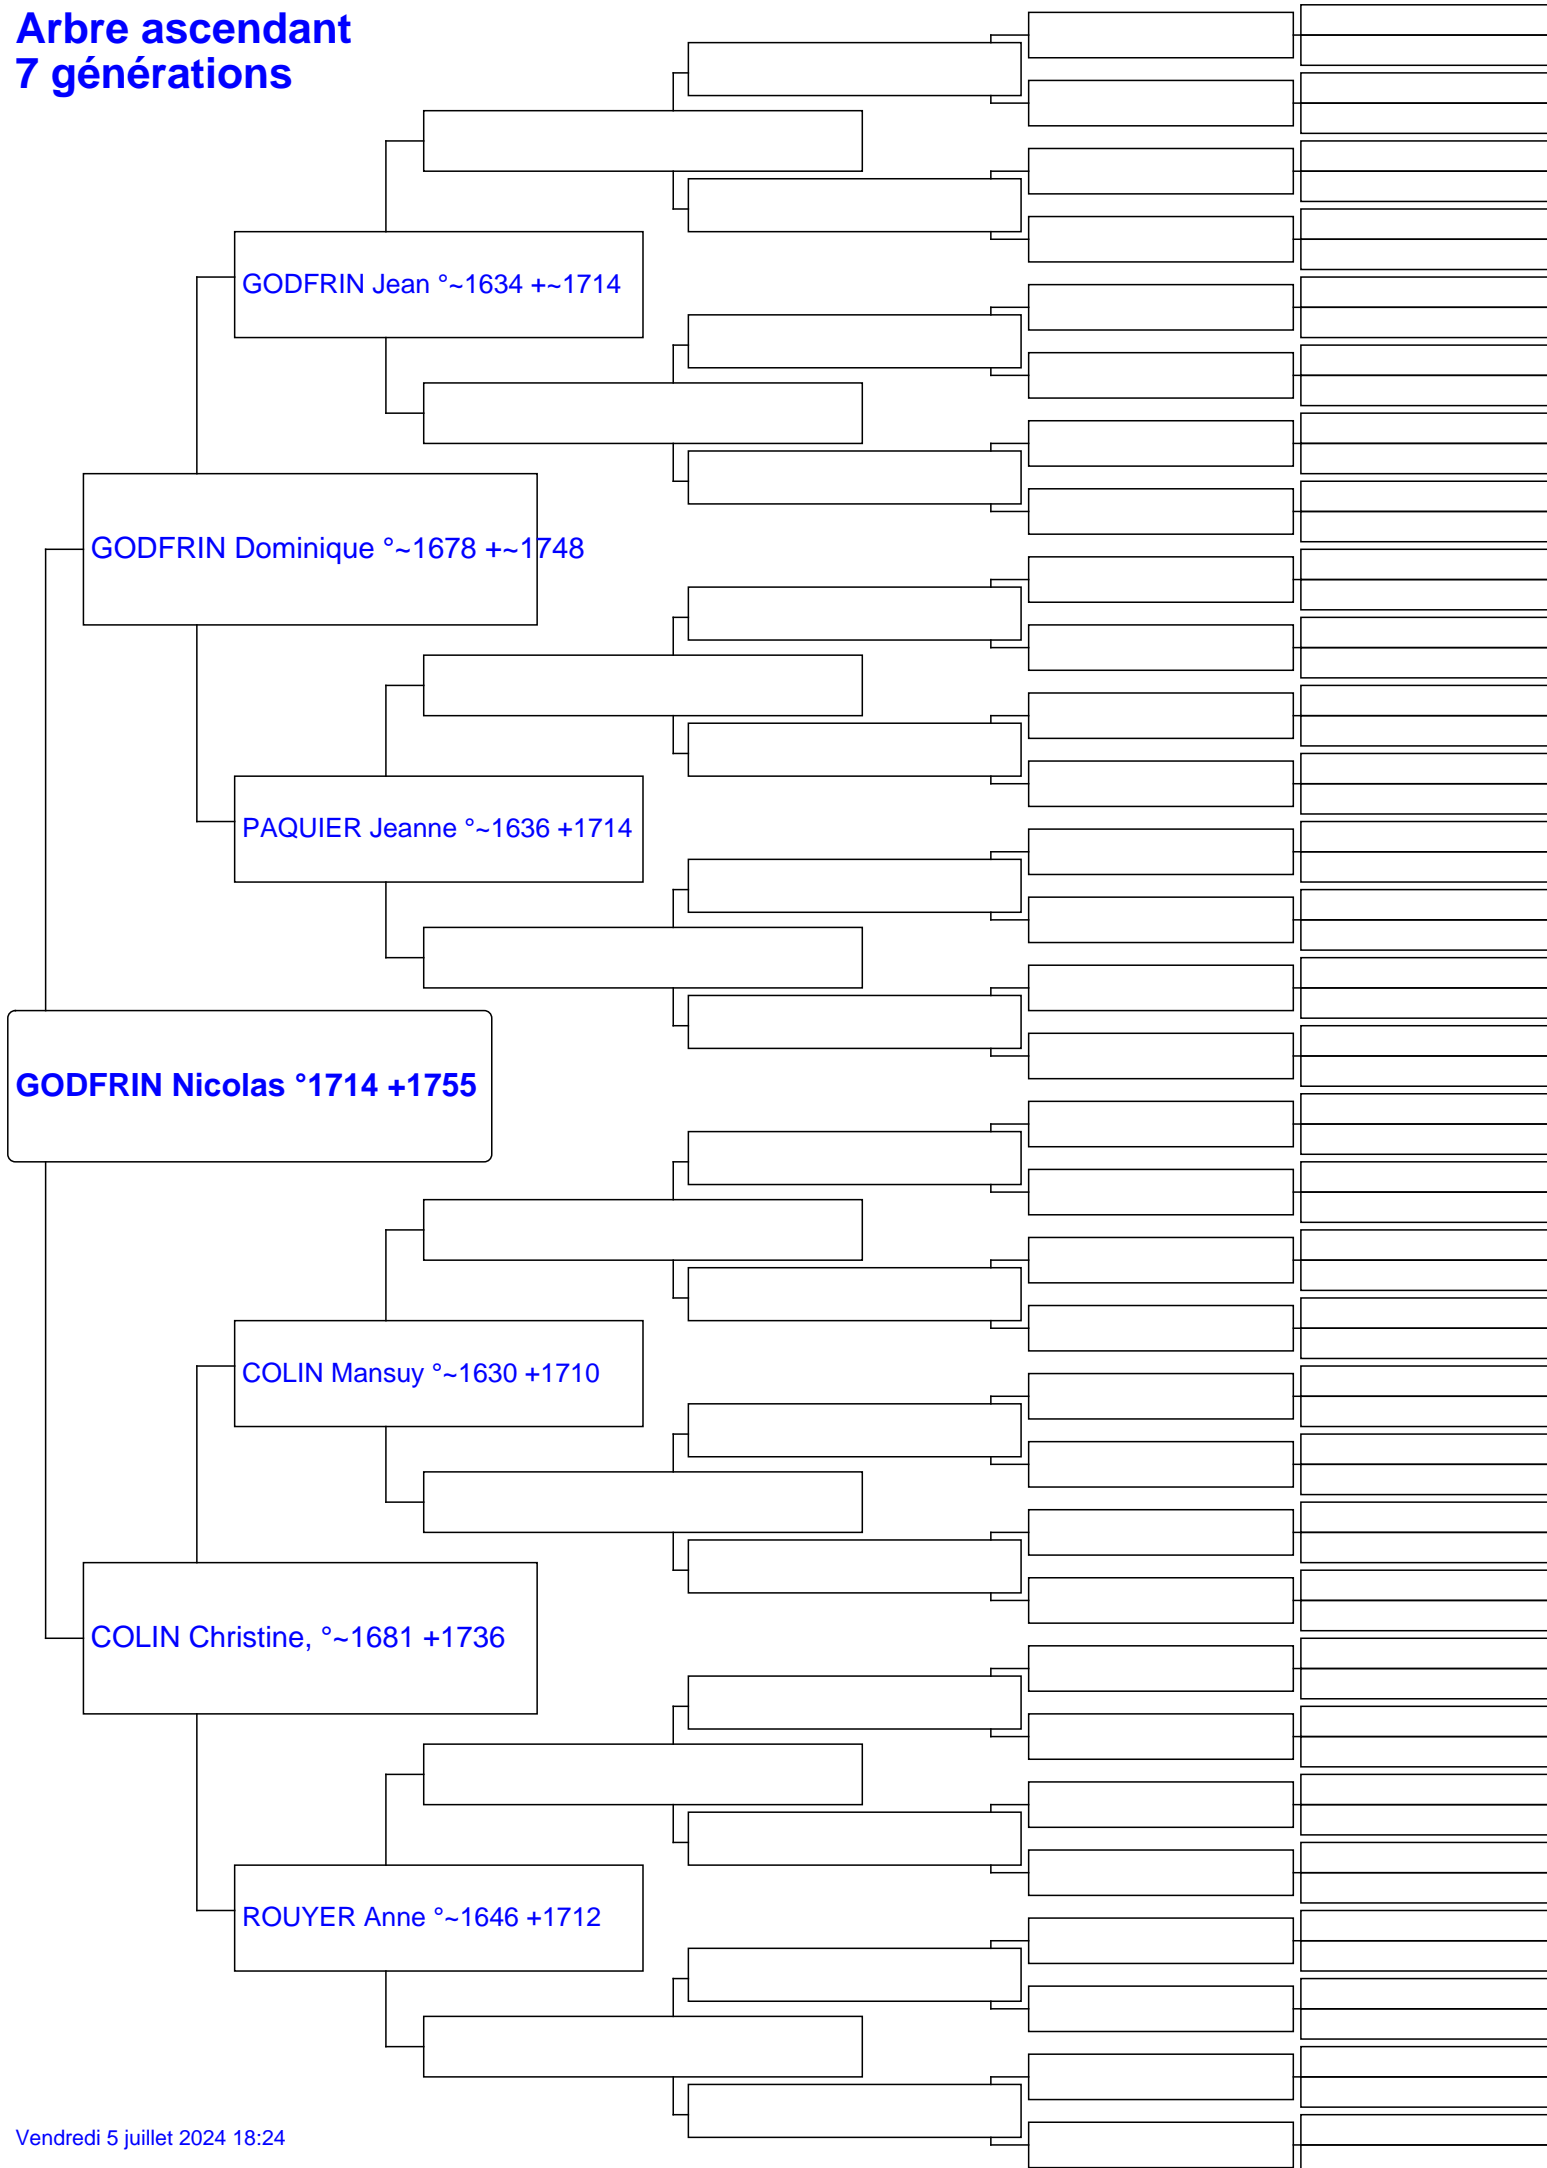 Arbre ascendant
7 générations
GODFRIN Jean °~1634 +~1714
GODFRIN Dominique °~1678 +~1748
PAQUIER Jeanne °~1636 +1714
GODFRIN Nicolas °1714 +1755
COLIN Mansuy °~1630 +1710
COLIN Christine, °~1681 +1736
ROUYER Anne °~1646 +1712
Vendredi 5 juillet 2024 18:24